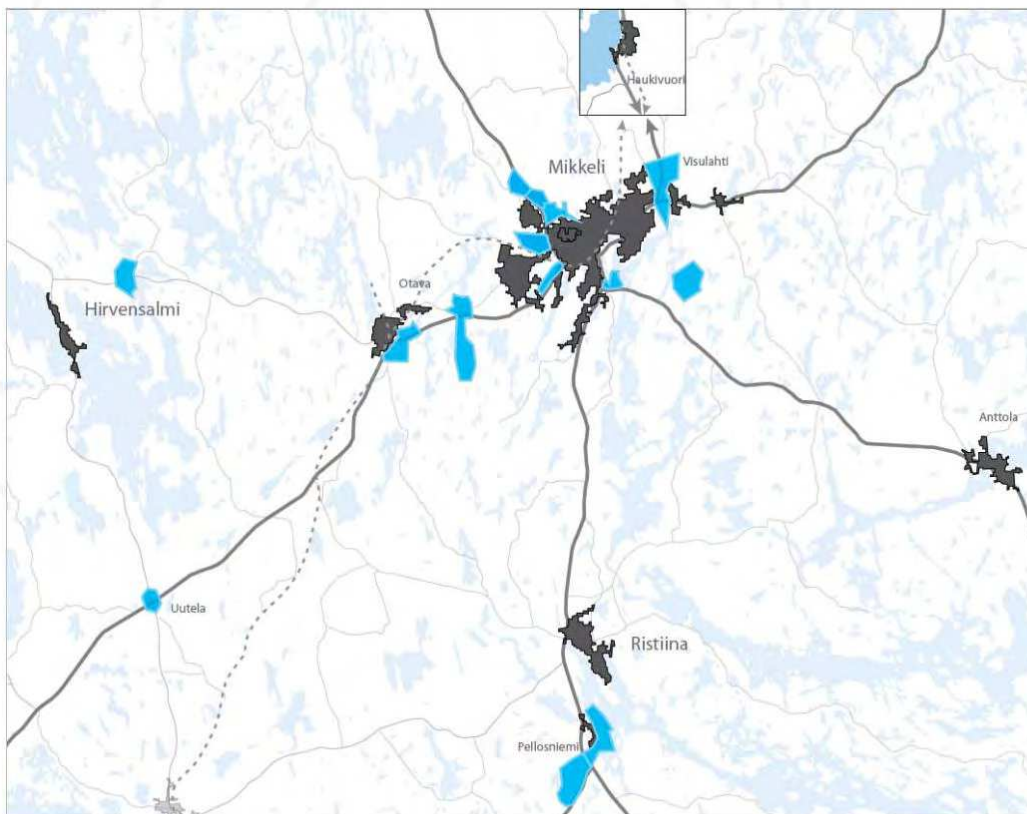 Haukivuori
Mikkeli
Visulahti
Otava
Hirvensalmi
Anttola
Uutela
Ristiina
Pellosniemi